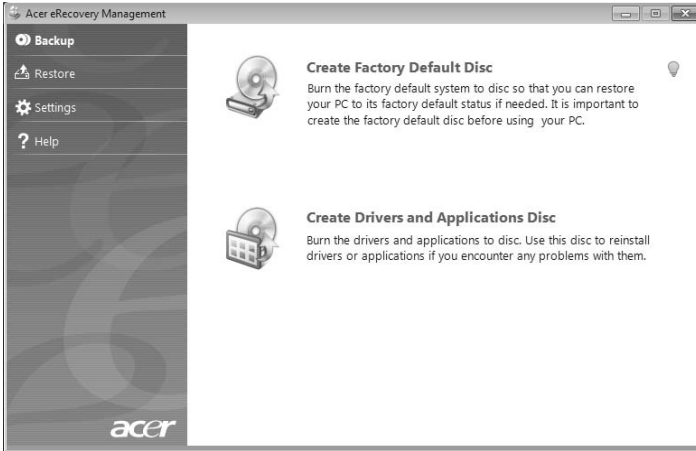 Acer eRecovery Management
Backup
Restore
Settings
Help
Create Factory Default Disc
Burn the factory default system to disc so that you can restore
your PC to its factory default status if needed. It is important to
create the factory default disc before using your PC.
Create Drivers and Applications Disc
Burn the drivers and applications to disc. Use this disc to reinstall
drivers or applications if you encounter any problems with them.
acer